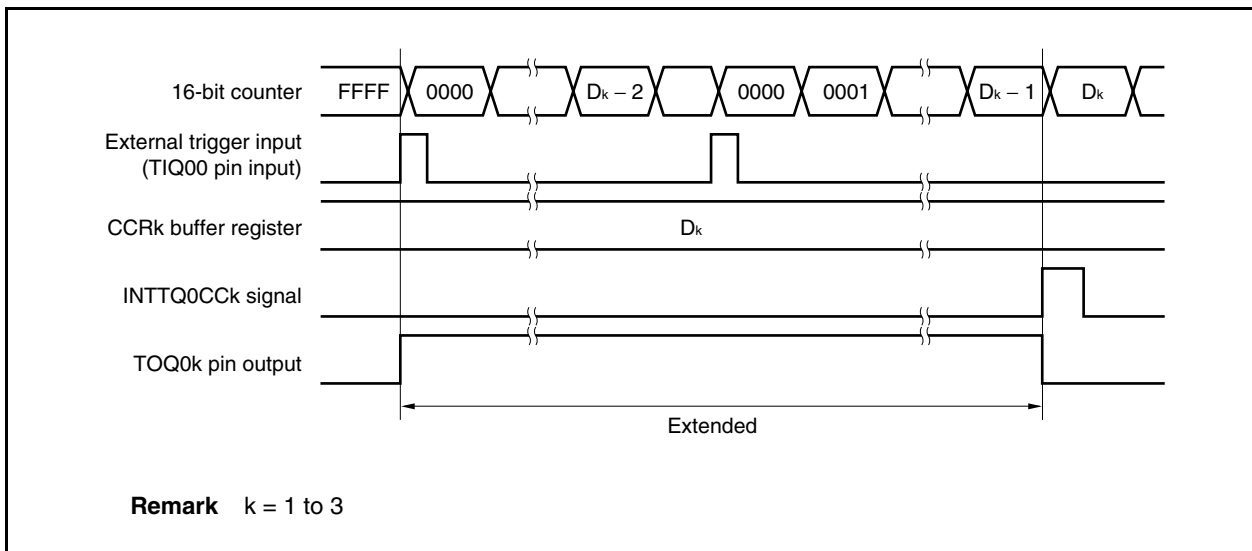 16-bit counter FFFF 0000 Dk − 2 0000 0001 Dk − 1 Dk
External trigger input
(TIQ00 pin input)
CCRk buffer register Dk
INTTQ0CCk signal
TOQ0k pin output
Extended
Remark k = 1 to 3